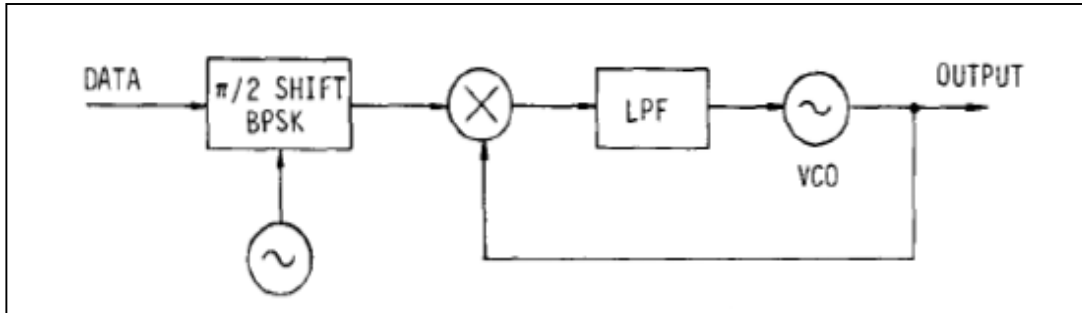 DATA
π/2 SHIFT
BPSK
LPF
VCO
OUTPUT